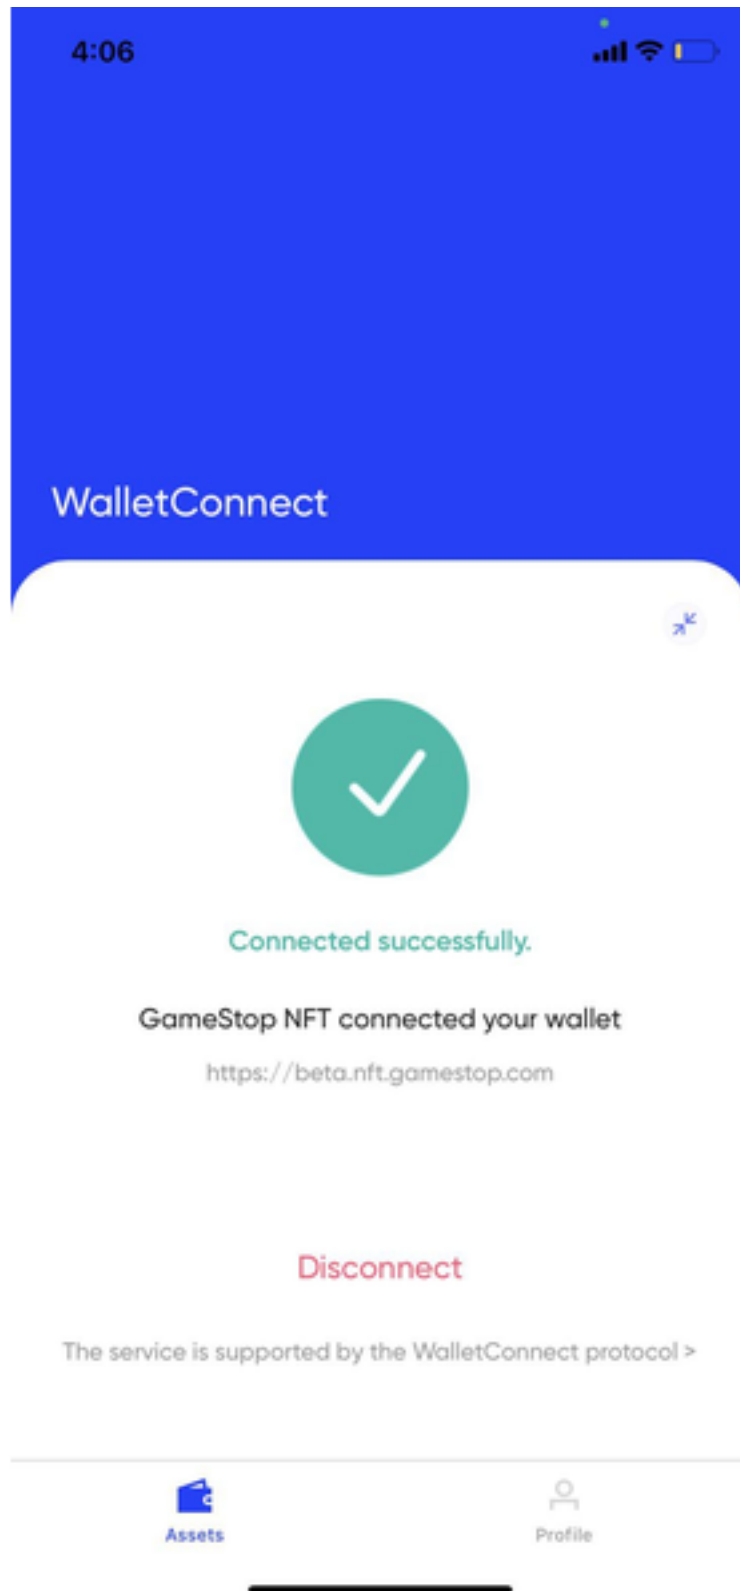 4:06
WalletConnect
Connected successfully.
GameStop NFT connected your wallet
https://beta.nft.gamestop.com
Disconnect
The service is supported by the WalletConnect protocol >
Assets
Profile